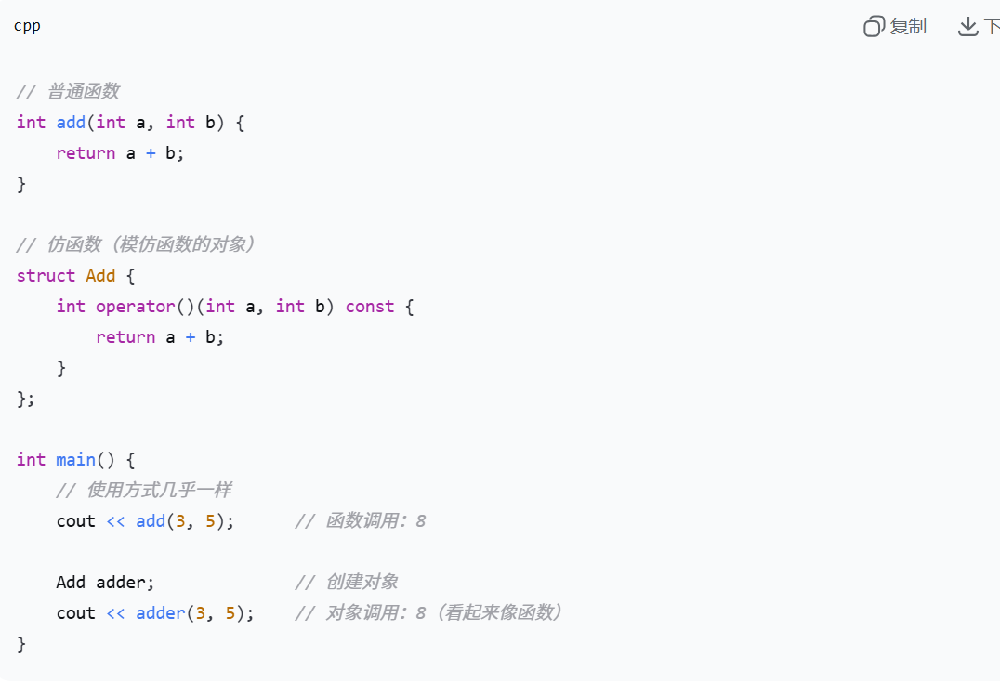 cpp
复制
下
// 普通函数
int add(int a, int b) {
    return a + b;
}
// 仿函数（模仿函数的对象）
struct Add {
    int operator()(int a, int b) const {
        return a + b;
    }
};
int main() {
    // 使用方式几乎一样
    cout << add(3, 5);      // 函数调用：8
    Add adder;              // 创建对象
    cout << adder(3, 5);    // 对象调用：8（看起来像函数）
}